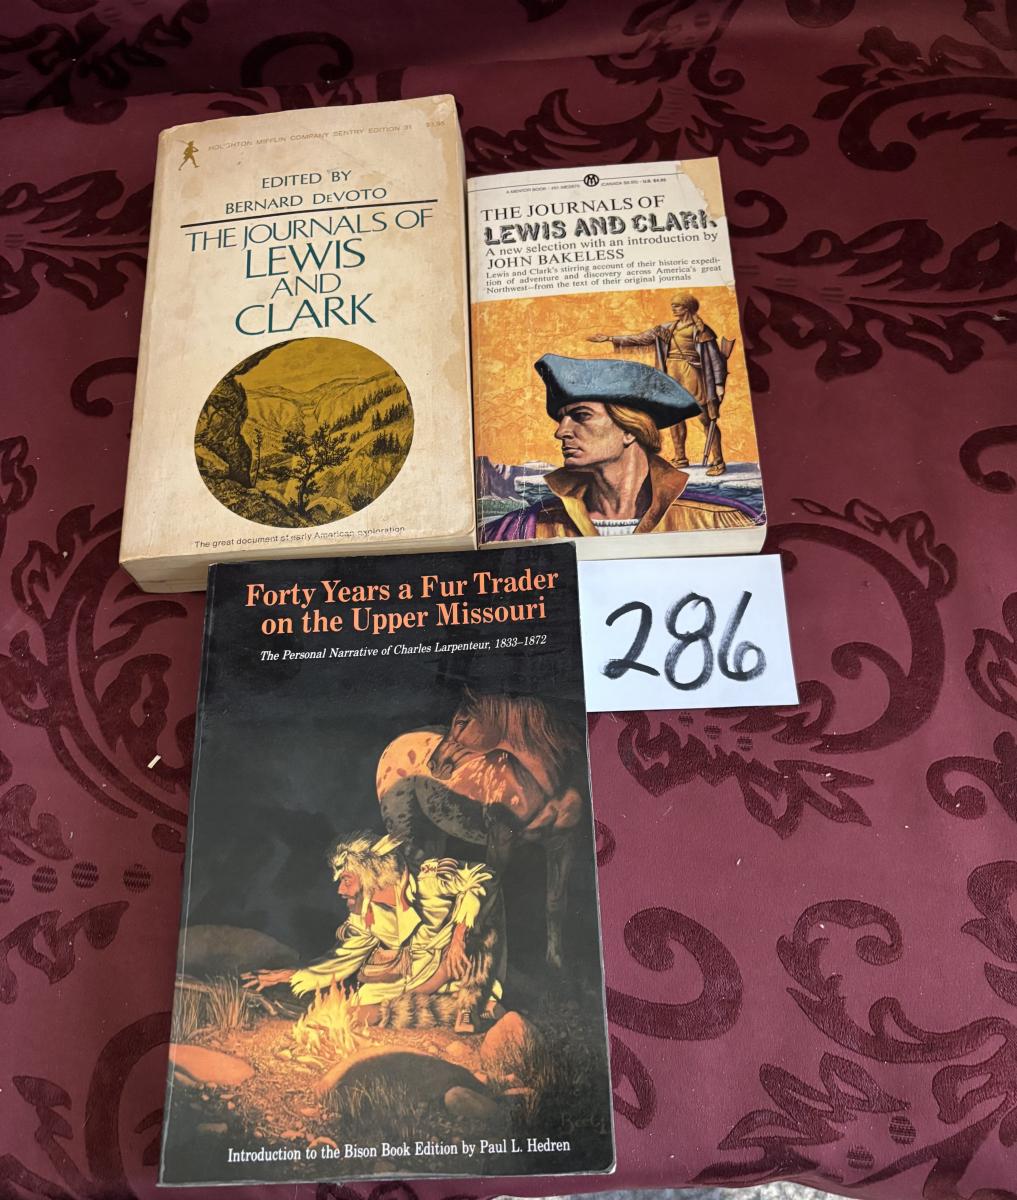 HOUGHTON MIFFLIN COMPANY SENTRY EDITION 31 $3.95
EDITED BY
BERNARD DEVOTO
THE JOURNALS OF
LEWIS
AND
CLARK
The great document of early American exploration
A MENTOR BOOK
THE JOURNALS OF
LEWIS AND CLARK
A new selection with an introduction by
JOHN BAKELESS
Lewis and Clark's stirring account of their historic expedi-
tion of adventure and discovery across America's great
Northwest—from the text of their original journals
Forty Years a Fur Trader
on the Upper Missouri
The Personal Narrative of Charles Larpenteur, 1833–1872
Introduction to the Bison Book Edition by Paul L. Hedren
286